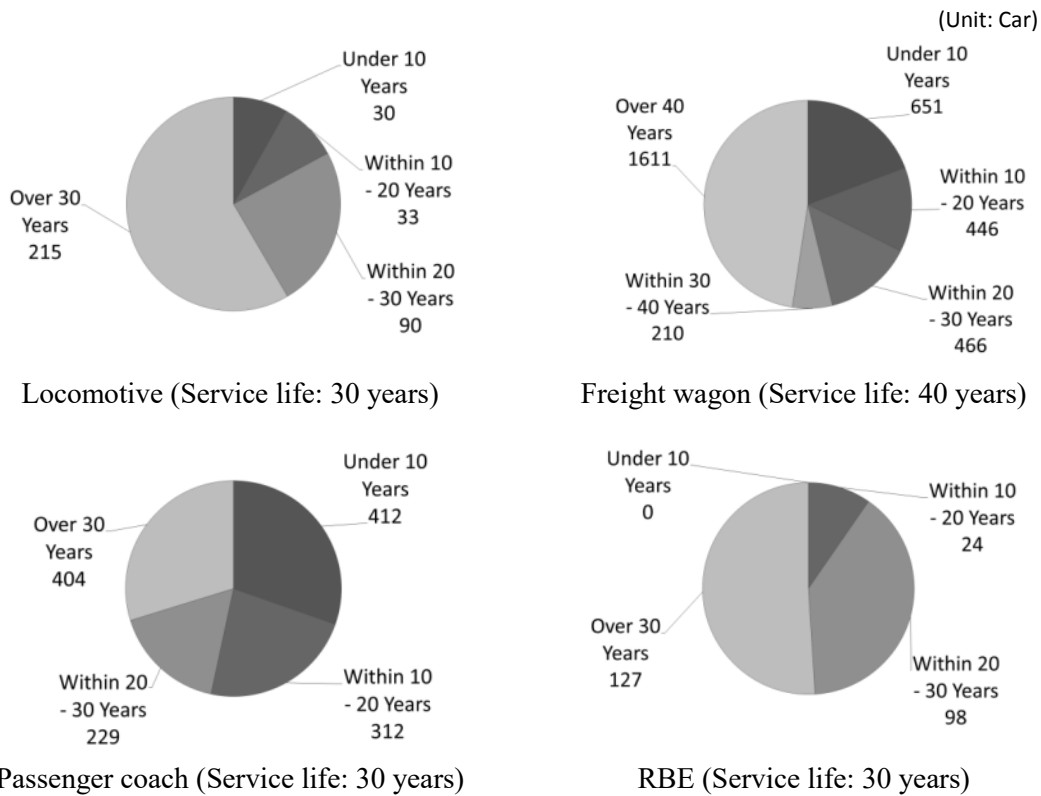 (Unit: Car)
Under 10
Years
30
Within 10
- 20 Years
33
Within 20
- 30 Years
90
Over 30
Years
215
Locomotive (Service life: 30 years)
Under 10
Years
651
Within 10
- 20 Years
446
Within 20
- 30 Years
466
Within 30
- 40 Years
210
Over 40
Years
1611
Freight wagon (Service life: 40 years)
Under 10
Years
412
Within 10
- 20 Years
312
Within 20
- 30 Years
229
Over 30
Years
404
Passenger coach (Service life: 30 years)
Under 10
Years
0
Within 10
- 20 Years
24
Within 20
- 30 Years
98
Over 30
Years
127
RBE (Service life: 30 years)